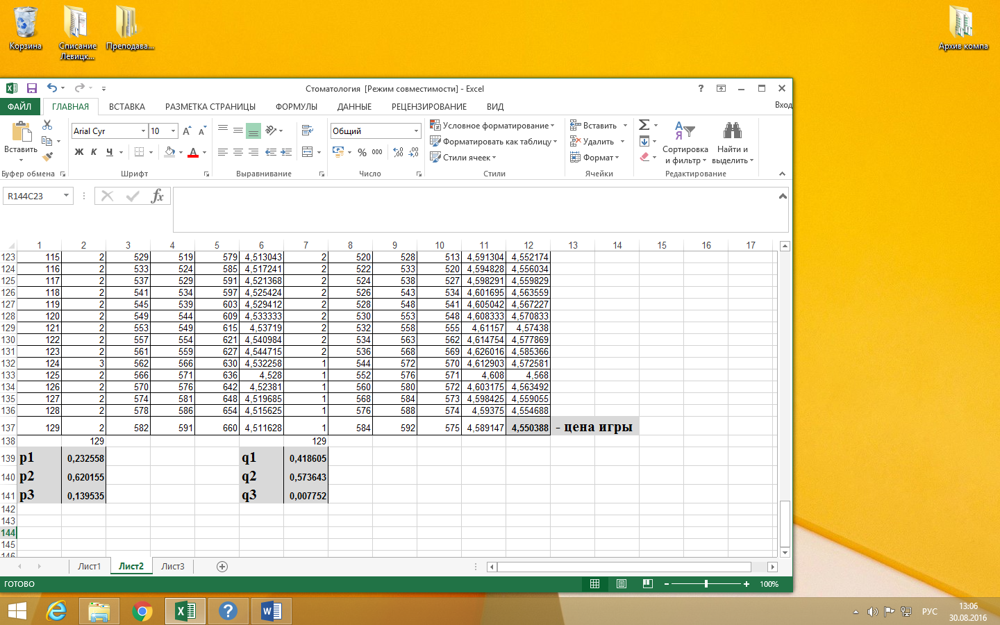 Корзина
Списание Левицк...
Преподава...
Архив компа
Стоматология [Режим совместимости] - Excel
ФАЙЛ ГЛАВНАЯ ВСТАВКА РАЗМЕТКА СТРАНИЦЫ ФОРМУЛЫ ДАННЫЕ РЕЦЕНЗИРОВАНИЕ ВИД Вход
Вставить
Arial Cyr 10
Ж К Ч
Общий
Условное форматирование
Форматировать как таблицу
Стили ячеек
Вставить
Удалить
Формат
Сортировка и фильтр
Найти и выделить
Буфер обмена Шрифт Выравнивание Число Стили Ячейки Редактирование
R144C23
1 2 3 4 5 6 7 8 9 10 11 12 13 14 15 16 17
123 115 2 529 519 579 4,513043 2 520 528 513 4,591304 4,552174
124 116 2 533 524 585 4,517241 2 522 533 520 4,594828 4,556034
125 117 2 537 529 591 4,521368 2 524 538 527 4,598291 4,559829
126 118 2 541 534 597 4,525424 2 526 543 534 4,601695 4,563559
127 119 2 545 539 603 4,529412 2 528 548 541 4,605042 4,567227
128 120 2 549 544 609 4,533333 2 530 553 548 4,608333 4,570833
129 121 2 553 549 615 4,53719 2 532 558 555 4,61157 4,57438
130 122 2 557 554 621 4,540984 2 534 563 562 4,614754 4,577869
131 123 2 561 559 627 4,544715 2 536 568 569 4,626016 4,585366
132 124 3 562 566 630 4,532258 1 544 572 570 4,612903 4,572581
133 125 2 566 571 636 4,528 1 552 576 571 4,608 4,568
134 126 2 570 576 642 4,52381 1 560 580 572 4,603175 4,563492
135 127 2 574 581 648 4,519685 1 568 584 573 4,598425 4,559055
136 128 2 578 586 654 4,515625 1 576 588 574 4,59375 4,554688
137 129 2 582 591 660 4,511628 1 584 592 575 4,589147 4,550388 - цена игры
138 129 129
139 p1 0,232558 q1 0,418605
140 p2 0,620155 q2 0,573643
141 p3 0,139535 q3 0,007752
142
143
144
145
146
Лист1 Лист2 Лист3
ГОТОВО 100%
РУС
13:06
30.08.2016